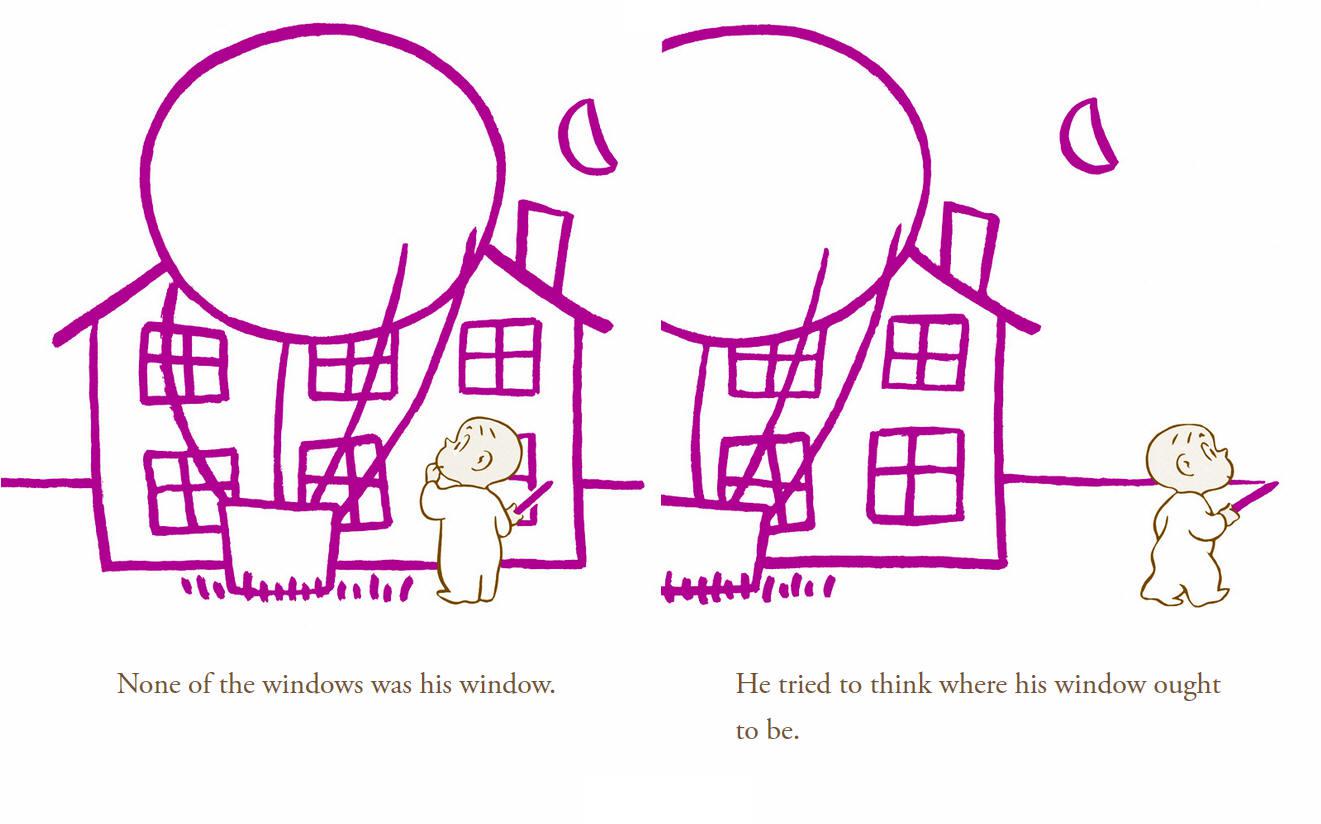 None of the windows was his window.
He tried to think where his window ought
to be.